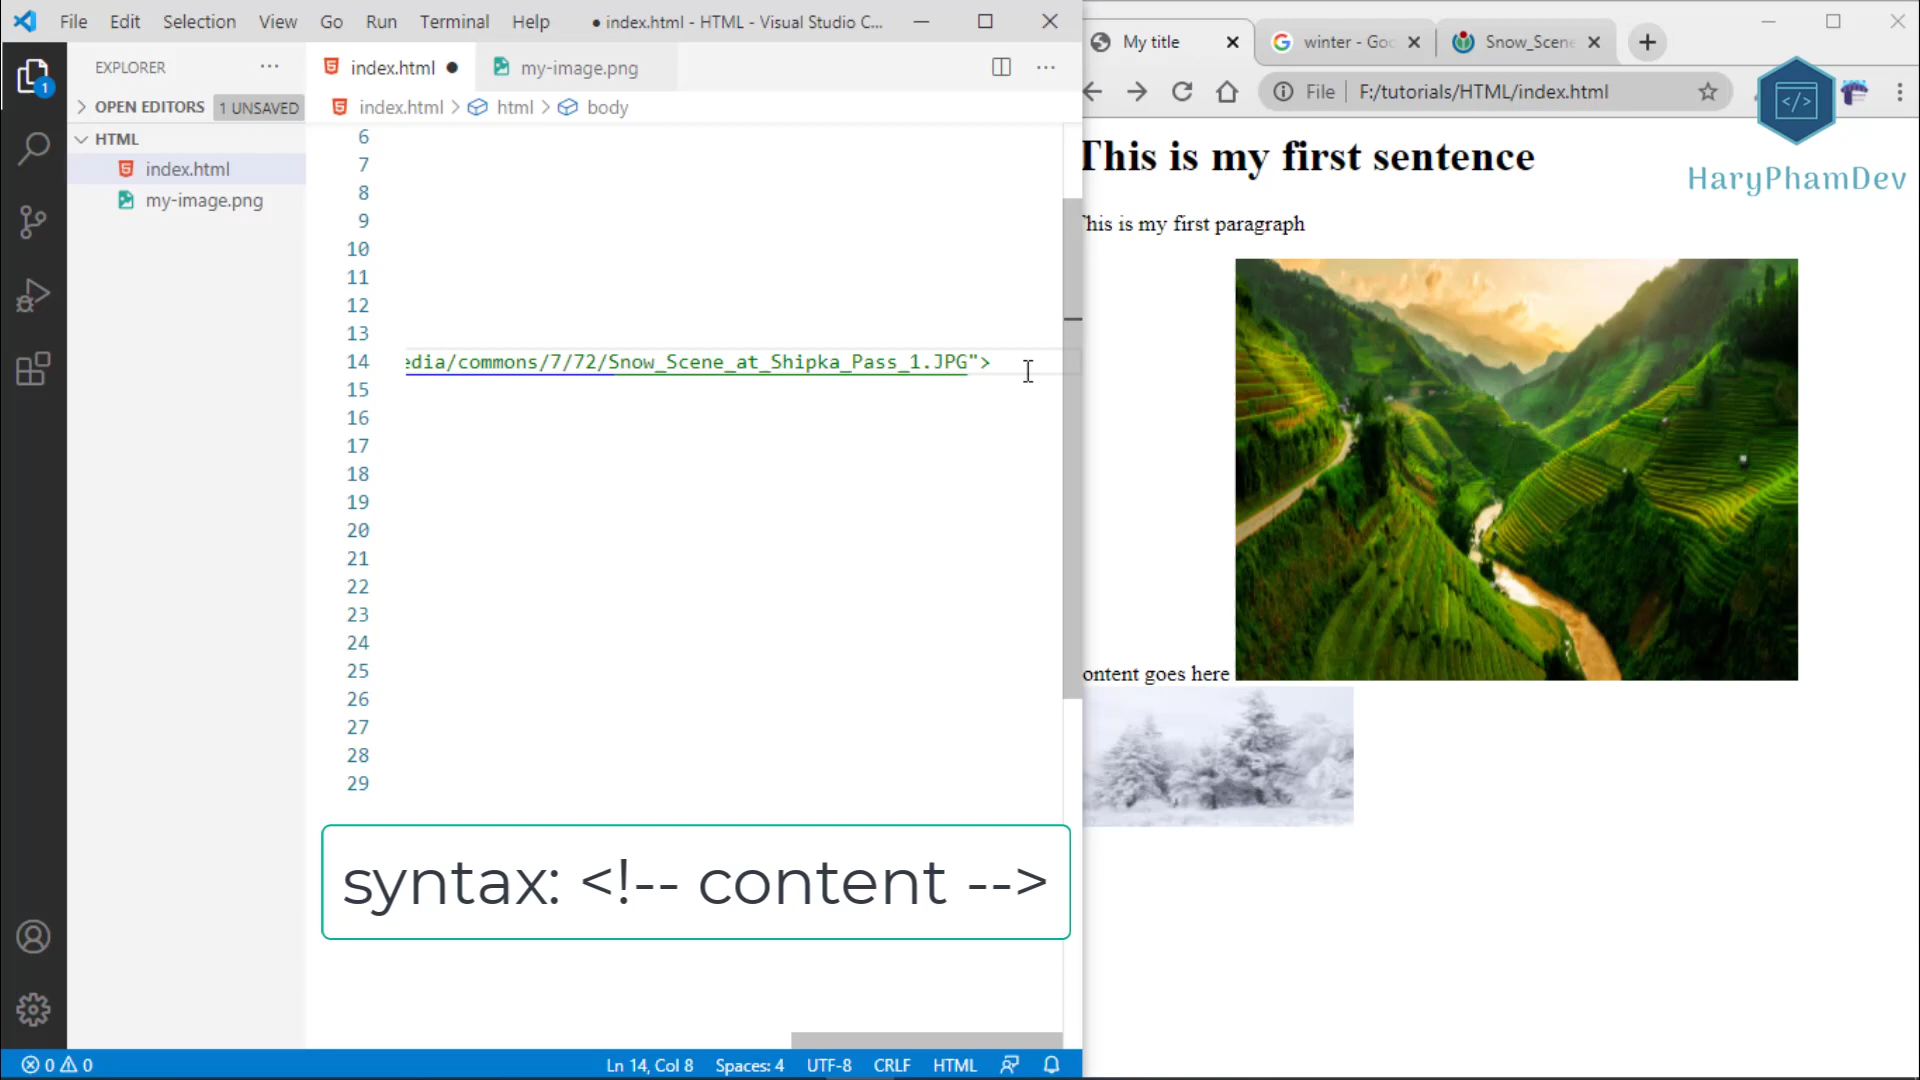 File Edit Selection View Go Run Terminal Help ● index.html - HTML - Visual Studio C...
EXPLORER ...
OPEN EDITORS 1 UNSAVED
HTML
index.html
my-image.png
1
index.html ● my-image.png
index.html > html > body
6
7
8
9
10
11
12
13
14 edia/commons/7/72/Snow_Scene_at_Shipka_Pass_1.JPG">
15
16
17
18
19
20
21
22
23
24
25
26
27
28
29
syntax: <!-- content -->
0 0 Ln 14, Col 8 Spaces: 4 UTF-8 CRLF HTML
My title winter - Goo Snow_Scene
File F:/tutorials/HTML/index.html
</>
HaryPhamDev
This is my first sentence
This is my first paragraph
ontent goes here